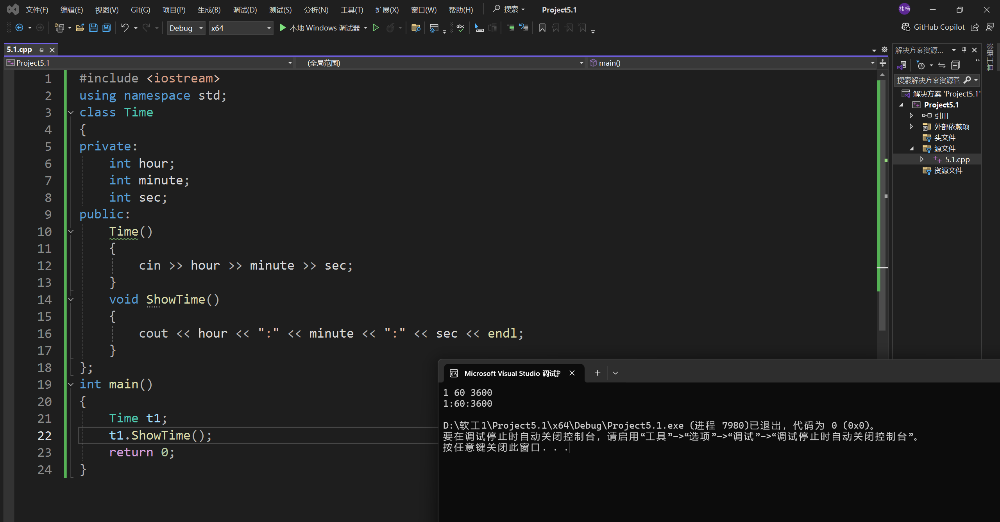 文件(F) 编辑(E) 视图(V) Git(G) 项目(P) 生成(B) 调试(D) 测试(S) 分析(N) 工具(T) 扩展(X) 窗口(W) 帮助(H) 搜索 Project5.1 祎杨
Debug x64 本地 Windows 调试器 abc GitHub Copilot
5.1.cpp
Project5.1 (全局范围) main()
1 #include <iostream>
2 using namespace std;
3 class Time
4 {
5 private:
6 int hour;
7 int minute;
8 int sec;
9 public:
10 Time()
11 {
12 cin >> hour >> minute >> sec;
13 }
14 void ShowTime()
15 {
16 cout << hour << ":" << minute << ":" << sec << endl;
17 }
18 };
19 int main()
20 {
21 Time t1;
22 t1.ShowTime();
23 return 0;
24 }
解决方案资源...
搜索解决方案资源管
解决方案 'Project5.1'
Project5.1
引用
外部依赖项
头文件
源文件
5.1.cpp
资源文件
诊断工具
Microsoft Visual Studio 调试
1 60 3600
1:60:3600
D:\软工1\Project5.1\x64\Debug\Project5.1.exe (进程 7980)已退出，代码为 0 (0x0)。
要在调试停止时自动关闭控制台，请启用“工具”->“选项”->“调试”->“调试停止时自动关闭控制台”。
按任意键关闭此窗口. . .